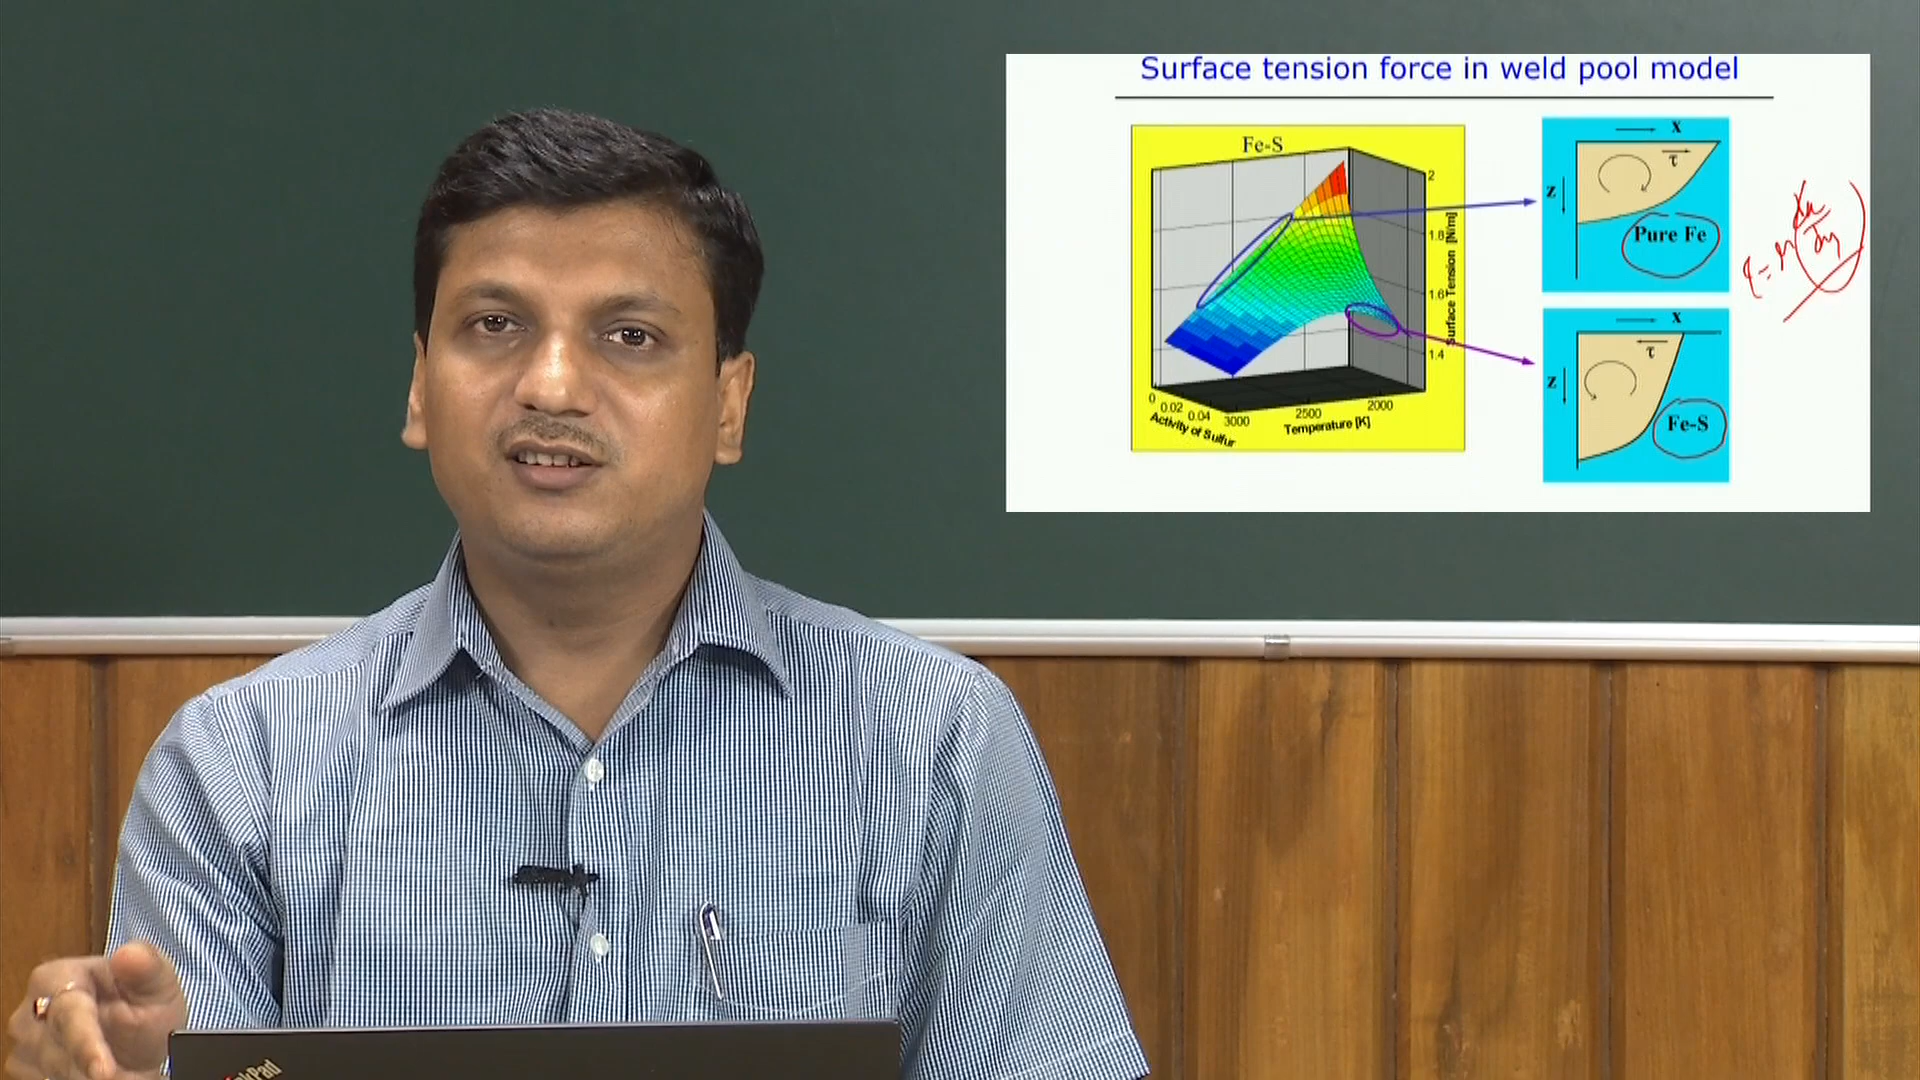 Surface tension force in weld pool model
Fe-S
2
1.8
1.6
1.4
Surface Tension [N/m]
0
0.02
0.04
Activity of Sulfur
3000
2500
2000
Temperature [K]
x
τ
z
Pure Fe
x
τ
z
Fe-S